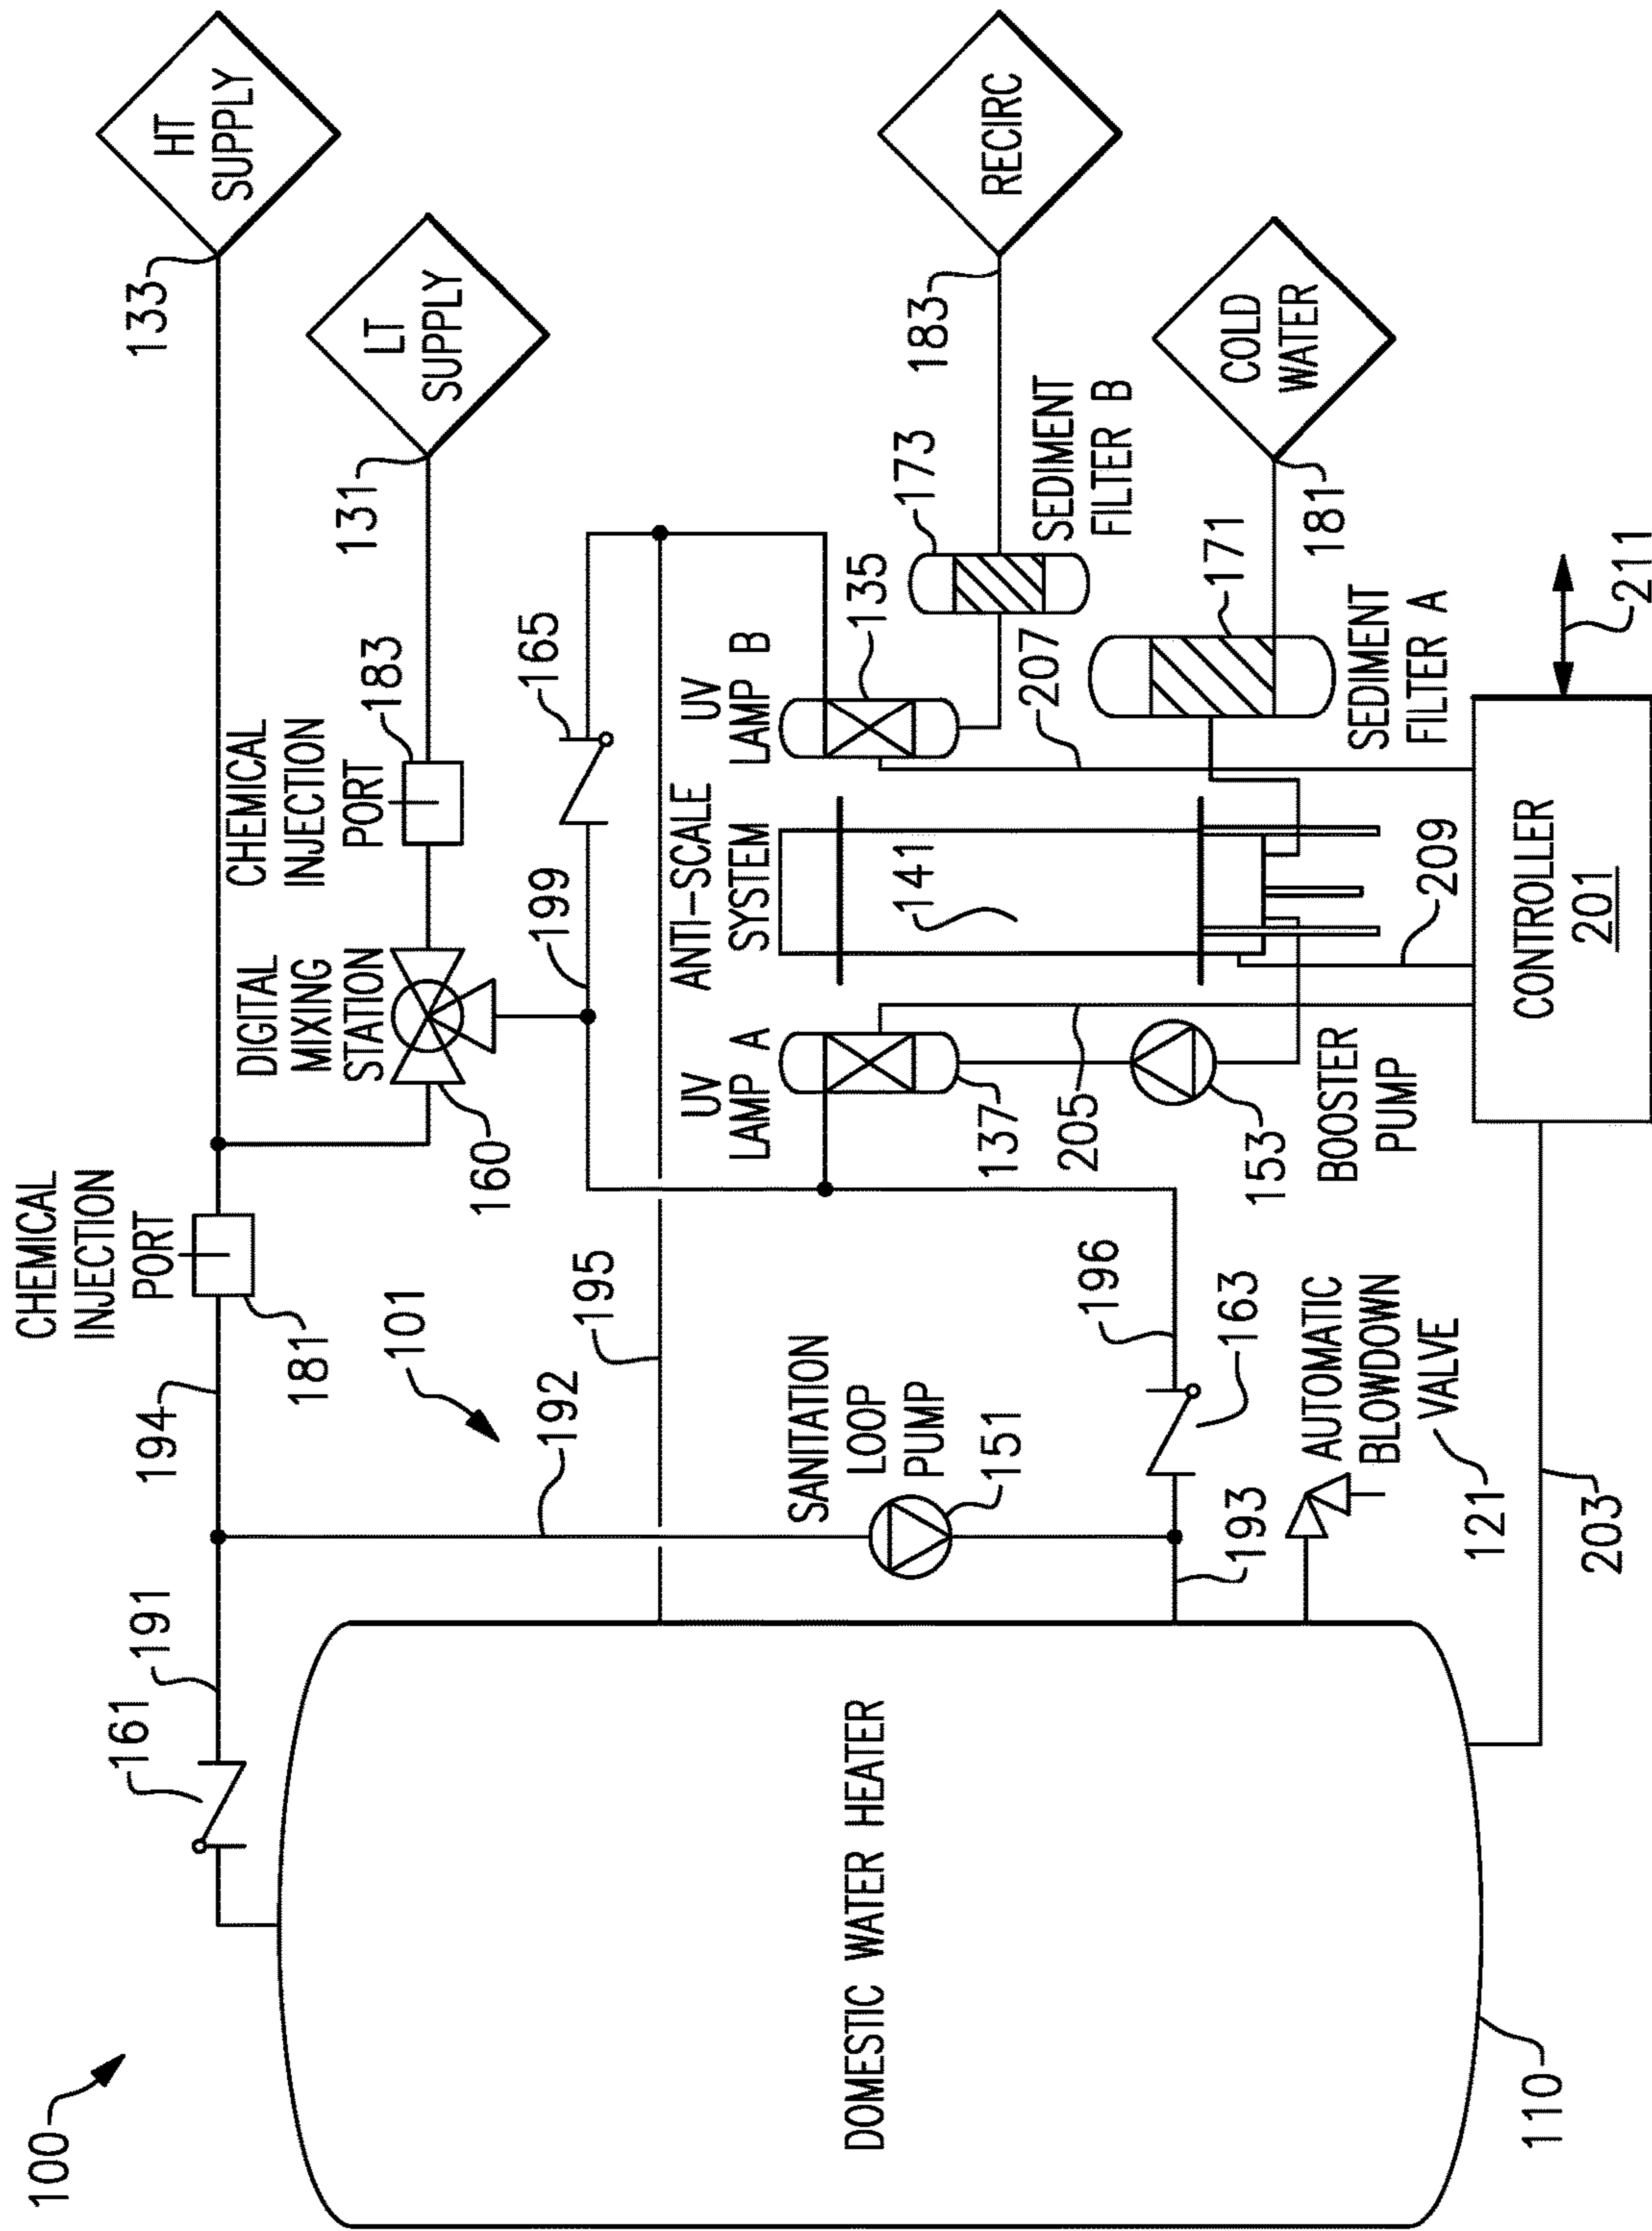 100
161
191
194
CHEMICAL
INJECTION
PORT
181
133
HT
SUPPLY
101
192
195
160
DIGITAL
MIXING
STATION
CHEMICAL
INJECTION
PORT
183
131
LT
SUPPLY
199
165
DOMESTIC WATER HEATER
110
SANITATION
LOOP
PUMP
151
193
196
163
AUTOMATIC
BLOWDOWN
VALVE
121
203
UV
LAMP A
137
205
153
BOOSTER
PUMP
ANTI-SCALE
SYSTEM
141
209
UV
LAMP B
135
207
173
SEDIMENT
FILTER B
183
RECIRC
171
SEDIMENT
FILTER A
181
COLD
WATER
CONTROLLER
201
211